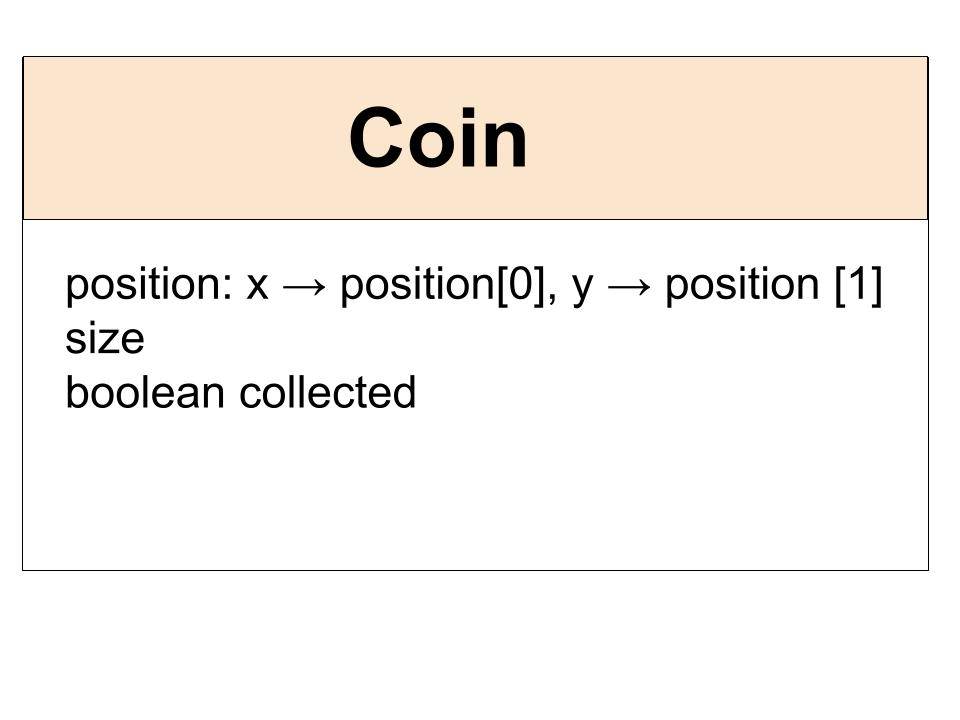 Coin
position: x → position[0], y → position [1]
size
boolean collected